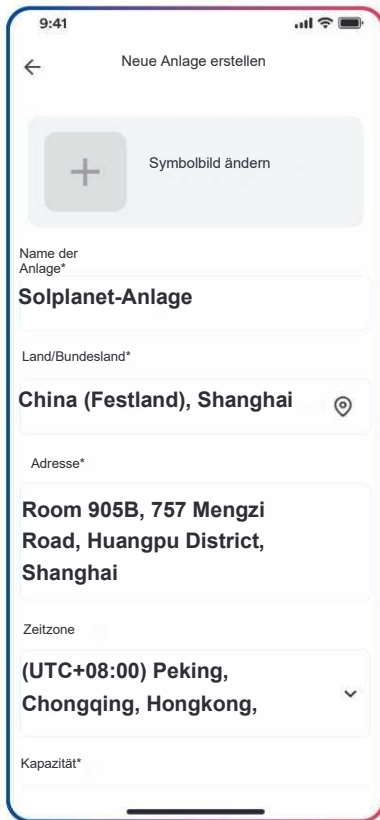 9:41
Neue Anlage erstellen
Symbolbild ändern
Name der
Anlage*
Solplanet-Anlage
Land/Bundesland*
China (Festland), Shanghai
Adresse*
Room 905B, 757 Mengzi
Road, Huangpu District,
Shanghai
Zeitzone
(UTC+08:00) Peking,
Chongqing, Hongkong,
Kapazität*